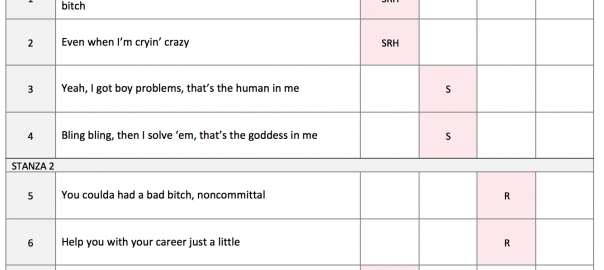 1 SRH
bitch
2 Even when I’m cryin’ crazy SRH
3 Yeah, I got boy problems, that’s the human in me S
4 Bling bling, then I solve ‘em, that’s the goddess in me S
STANZA 2
5 You coulda had a bad bitch, noncommittal R
6 Help you with your career just a little R